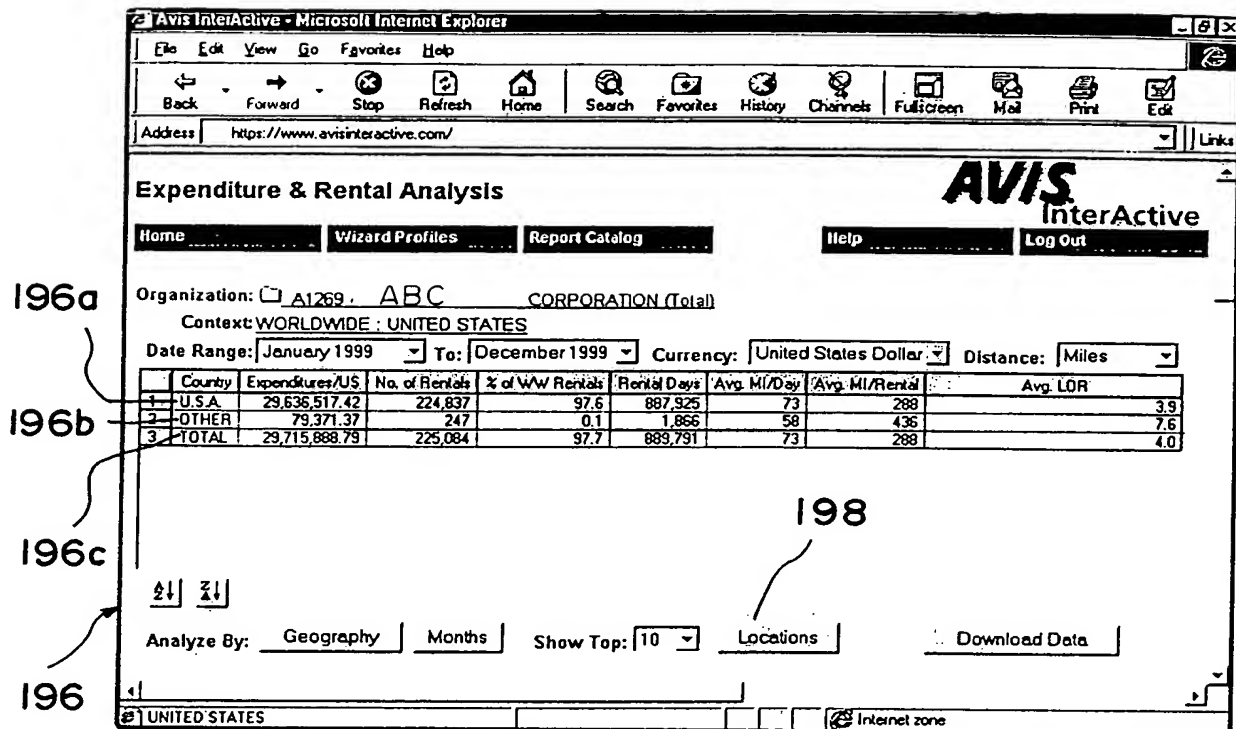 Avis InterActive - Microsoft Internet Explorer
File Edit View Go Favorites Help
Back Forward Stop Refresh Home Search Favorites History Channels Fullscreen Mail Print Edit
Address https://www.avisinteractive.com/ Links
Expenditure & Rental Analysis
AVIS
InterActive
Home Wizard Profiles Report Catalog Help Log Out
196a
Organization: A1269, ABC CORPORATION (Total)
Context: WORLDWIDE : UNITED STATES
Date Range: January 1999 To: December 1999 Currency: United States Dollar Distance: Miles
Country Expenditures/US No. of Rentals % of WW Rentals Rental Days Avg. MI/Day Avg. MI/Rental Avg. LOR
1 U.S.A. 29,636,517.42 224,837 97.6 887,925 73 288 3.9
196b
2 OTHER 79,371.37 247 0.1 1,866 58 436 7.6
3 TOTAL 29,715,888.79 225,084 97.7 889,791 73 288 4.0
198
196c
Analyze By: Geography Months Show Top: 10 Locations Download Data
196
UNITED STATES Internet zone